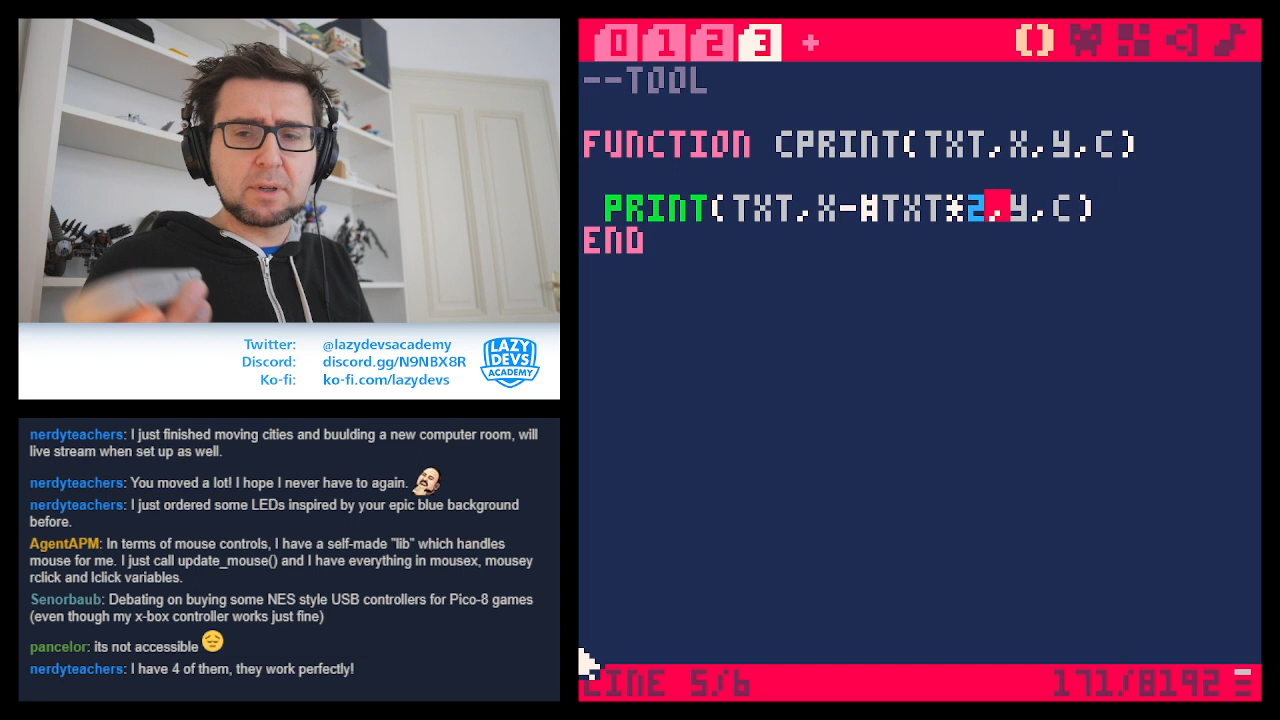 Twitter: @lazydevsacademy
Discord: discord.gg/N9NBX8R
Ko-fi: ko-fi.com/lazydevs
LAZY
DEVS
ACADEMY
nerdyteachers: I just finished moving cities and buulding a new computer room, will
live stream when set up as well.
nerdyteachers: You moved a lot! I hope I never have to again.
nerdyteachers: I just ordered some LEDs inspired by your epic blue background
before.
AgentAPM: In terms of mouse controls, I have a self-made "lib" which handles
mouse for me. I just call update_mouse() and I have everything in mousex, mousey
rclick and lclick variables.
Senorbaub: Debating on buying some NES style USB controllers for Pico-8 games
(even though my x-box controller works just fine)
pancelor: its not accessible
nerdyteachers: I have 4 of them, they work perfectly!
0 1 2 3 +
--TOOL
FUNCTION CPRINT(TXT,X,Y,C)
PRINT(TXT,X-#TXT*2,Y,C)
END
LINE 5/6 171/8192